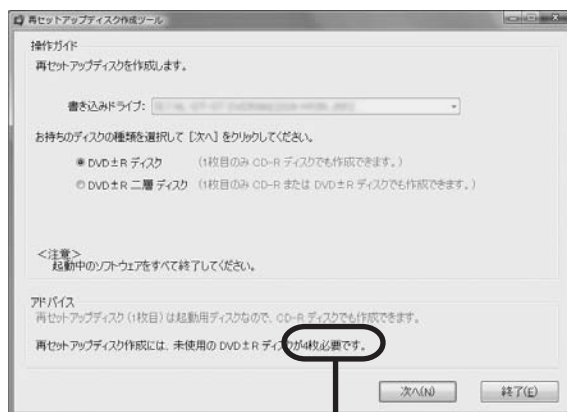 再セットアップディスク作成ツール
操作ガイド
再セットアップディスクを作成します。
書き込みドライブ:
お持ちのディスクの種類を選択して [次へ] をクリックしてください。
DVD±R ディスク (1枚目のみ CD-R ディスクでも作成できます。)
DVD±R 二層 ディスク (1枚目のみ CD-R または DVD±R ディスクでも作成できます。)
<注意>
起動中のソフトウェアをすべて終了してください。
アドバイス
再セットアップディスク(1枚目)は起動用ディスクなので、CD-R ディスクでも作成できます。
再セットアップディスク作成には、未使用の DVD±R ディスクが4枚必要です。
次へ(N) 終了(E)